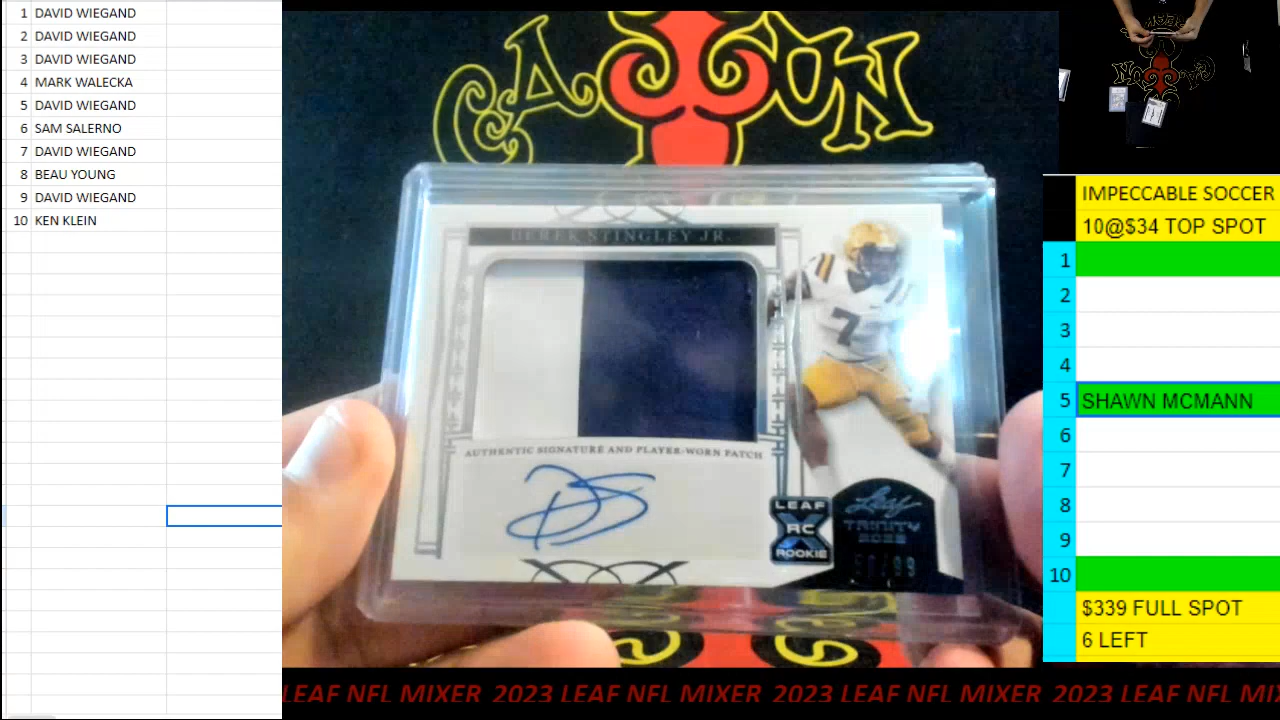 1 DAVID WIEGAND
2 DAVID WIEGAND
3 DAVID WIEGAND
4 MARK WALECKA
5 DAVID WIEGAND
6 SAM SALERNO
7 DAVID WIEGAND
8 BEAU YOUNG
9 DAVID WIEGAND
10 KEN KLEIN
DEREK STINGLEY JR.
7
AUTHENTIC SIGNATURE AND PLAYER-WORN PATCH
LEAF
RC
ROOKIE
Leaf
TRINITY
2022
/99
IMPECCABLE SOCCER
10@$34 TOP SPOT
1
2
3
4
5 SHAWN MCMANN
6
7
8
9
10
$339 FULL SPOT
6 LEFT
LEAF NFL MIXER 2023 LEAF NFL MIXER 2023 LEAF NFL MIXER 2023 LEAF NFL MI